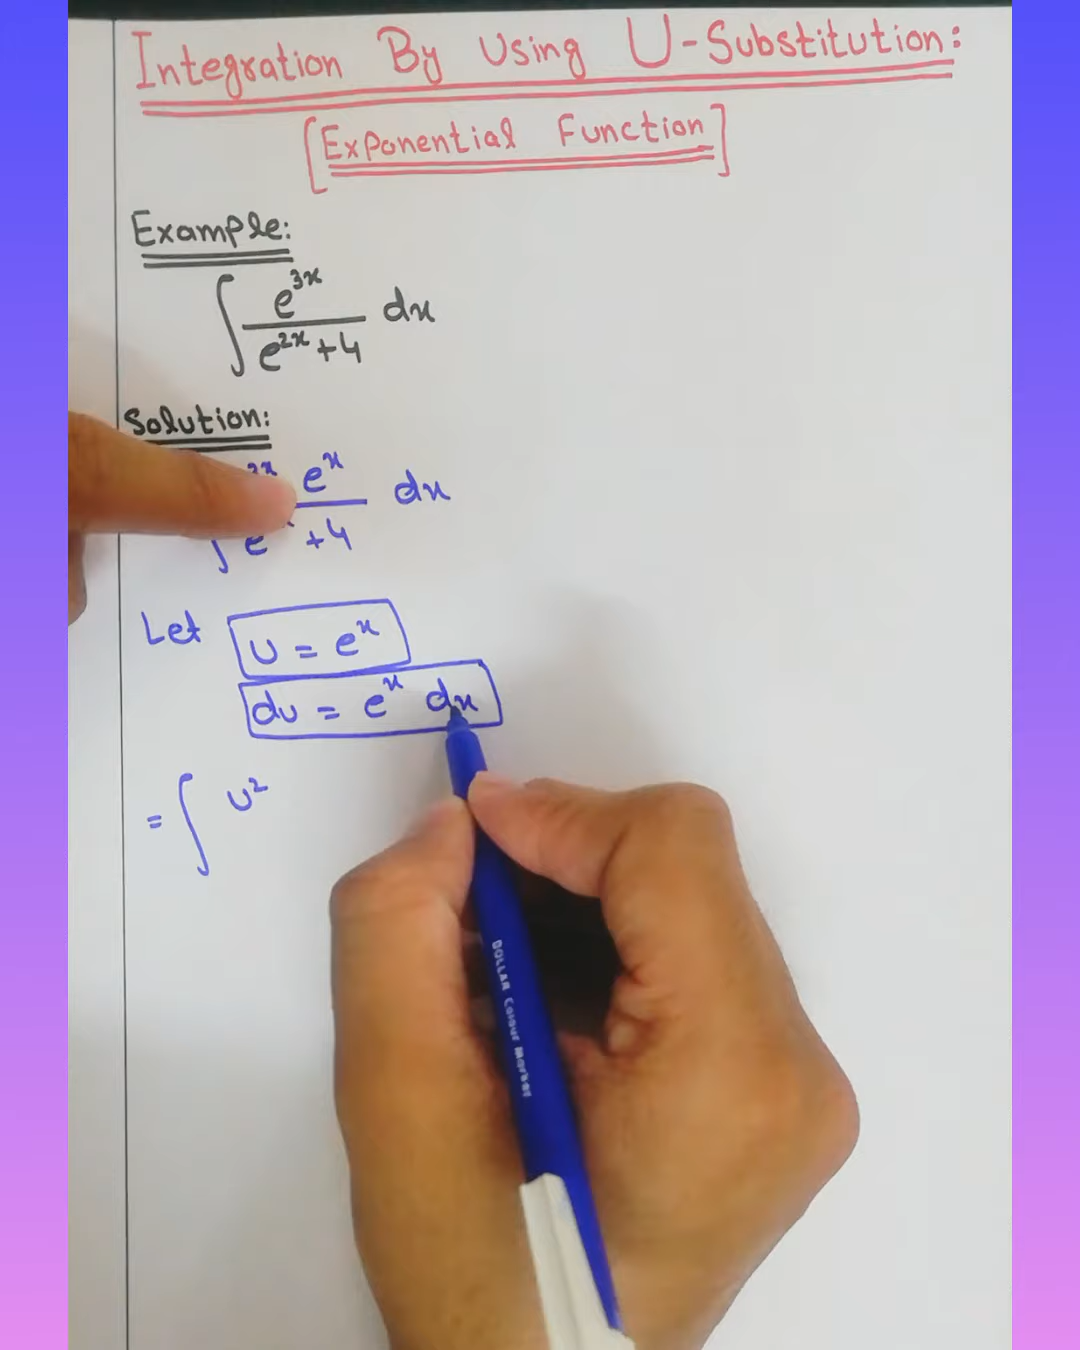 Integration By Using U-Substitution:
[Exponential Function]
Example:
∫ e^{3x} / (e^{2x}+4) dx
Solution:
e^x dx
e +4
Let u = e^x
du = e^x dx
= ∫ u²
DOLLAR Colour Marker